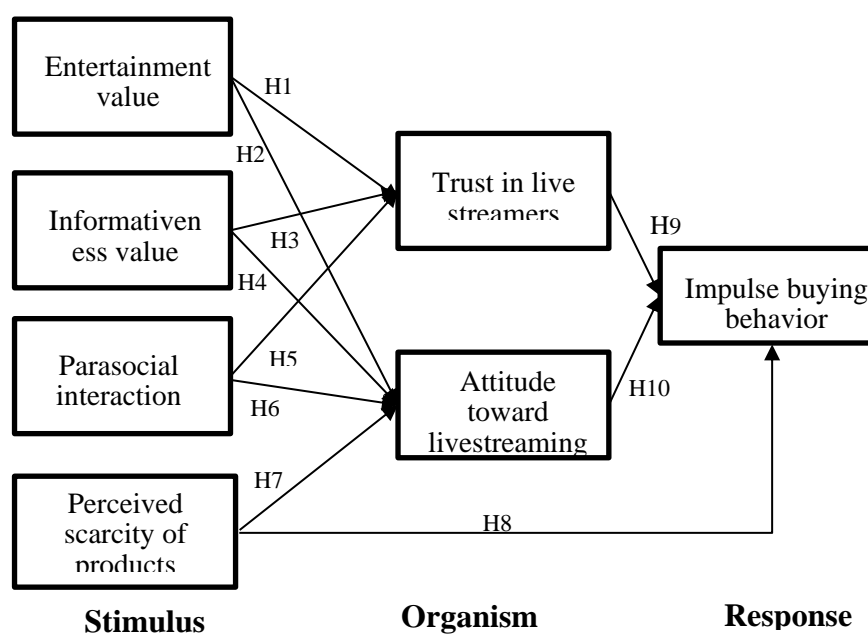 Entertainment
value
H1
H2
Informativen
ess value
H3
H4
Trust in live
streamers
H9
Impulse buying
behavior
Parasocial
interaction
H5
H6
Attitude
toward
livestreaming
H10
Perceived
scarcity of
products
H7
H8
Stimulus
Organism
Response